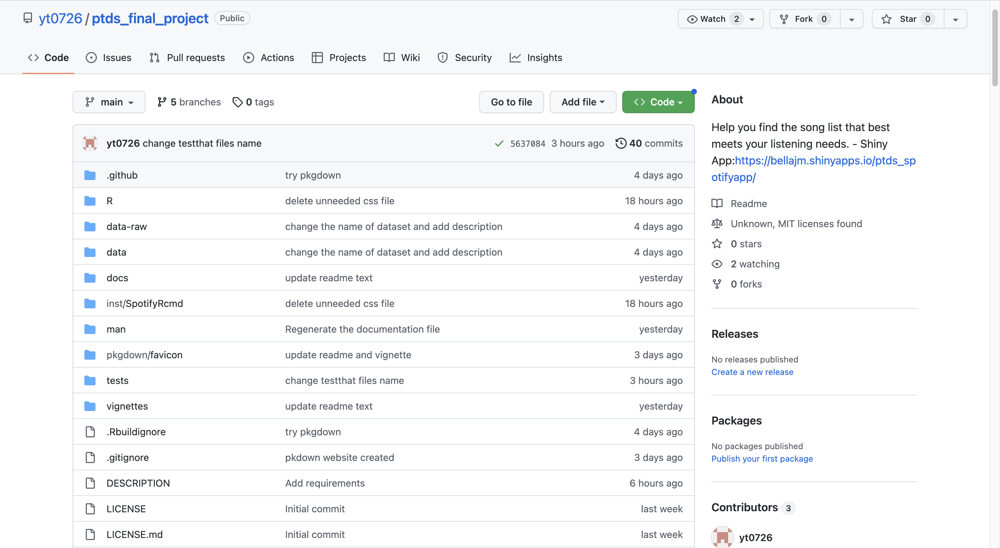 yt0726 / ptds_final_project Public
Watch 2 Fork 0 Star 0
Code Issues Pull requests Actions Projects Wiki Security Insights
main 5 branches 0 tags Go to file Add file Code
yt0726 change testthat files name 5637084 3 hours ago 40 commits
.github try pkgdown 4 days ago
R delete unneeded css file 18 hours ago
data-raw change the name of dataset and add description 4 days ago
data change the name of dataset and add description 4 days ago
docs update readme text yesterday
inst/SpotifyRcmd delete unneeded css file 18 hours ago
man Regenerate the documentation file yesterday
pkgdown/favicon update readme and vignette 3 days ago
tests change testthat files name 3 hours ago
vignettes update readme text yesterday
.Rbuildignore try pkgdown 4 days ago
.gitignore pkdown website created 3 days ago
DESCRIPTION Add requirements 6 hours ago
LICENSE Initial commit last week
LICENSE.md Initial commit last week
About
Help you find the song list that best
meets your listening needs. - Shiny
App:https://bellajm.shinyapps.io/ptds_sp
otifyapp/
Readme
Unknown, MIT licenses found
0 stars
2 watching
0 forks
Releases
No releases published
Create a new release
Packages
No packages published
Publish your first package
Contributors 3
yt0726